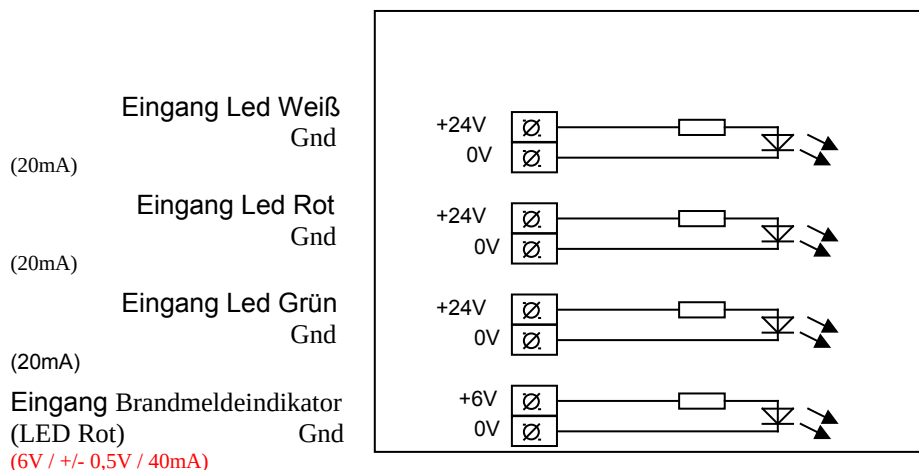 Eingang Led Weiß
Gnd
(20mA)
+24V
0V
Eingang Led Rot
Gnd
(20mA)
+24V
0V
Eingang Led Grün
Gnd
(20mA)
+24V
0V
Eingang Brandmeldeindikator
(LED Rot) Gnd
(6V / +/- 0,5V / 40mA)
+6V
0V